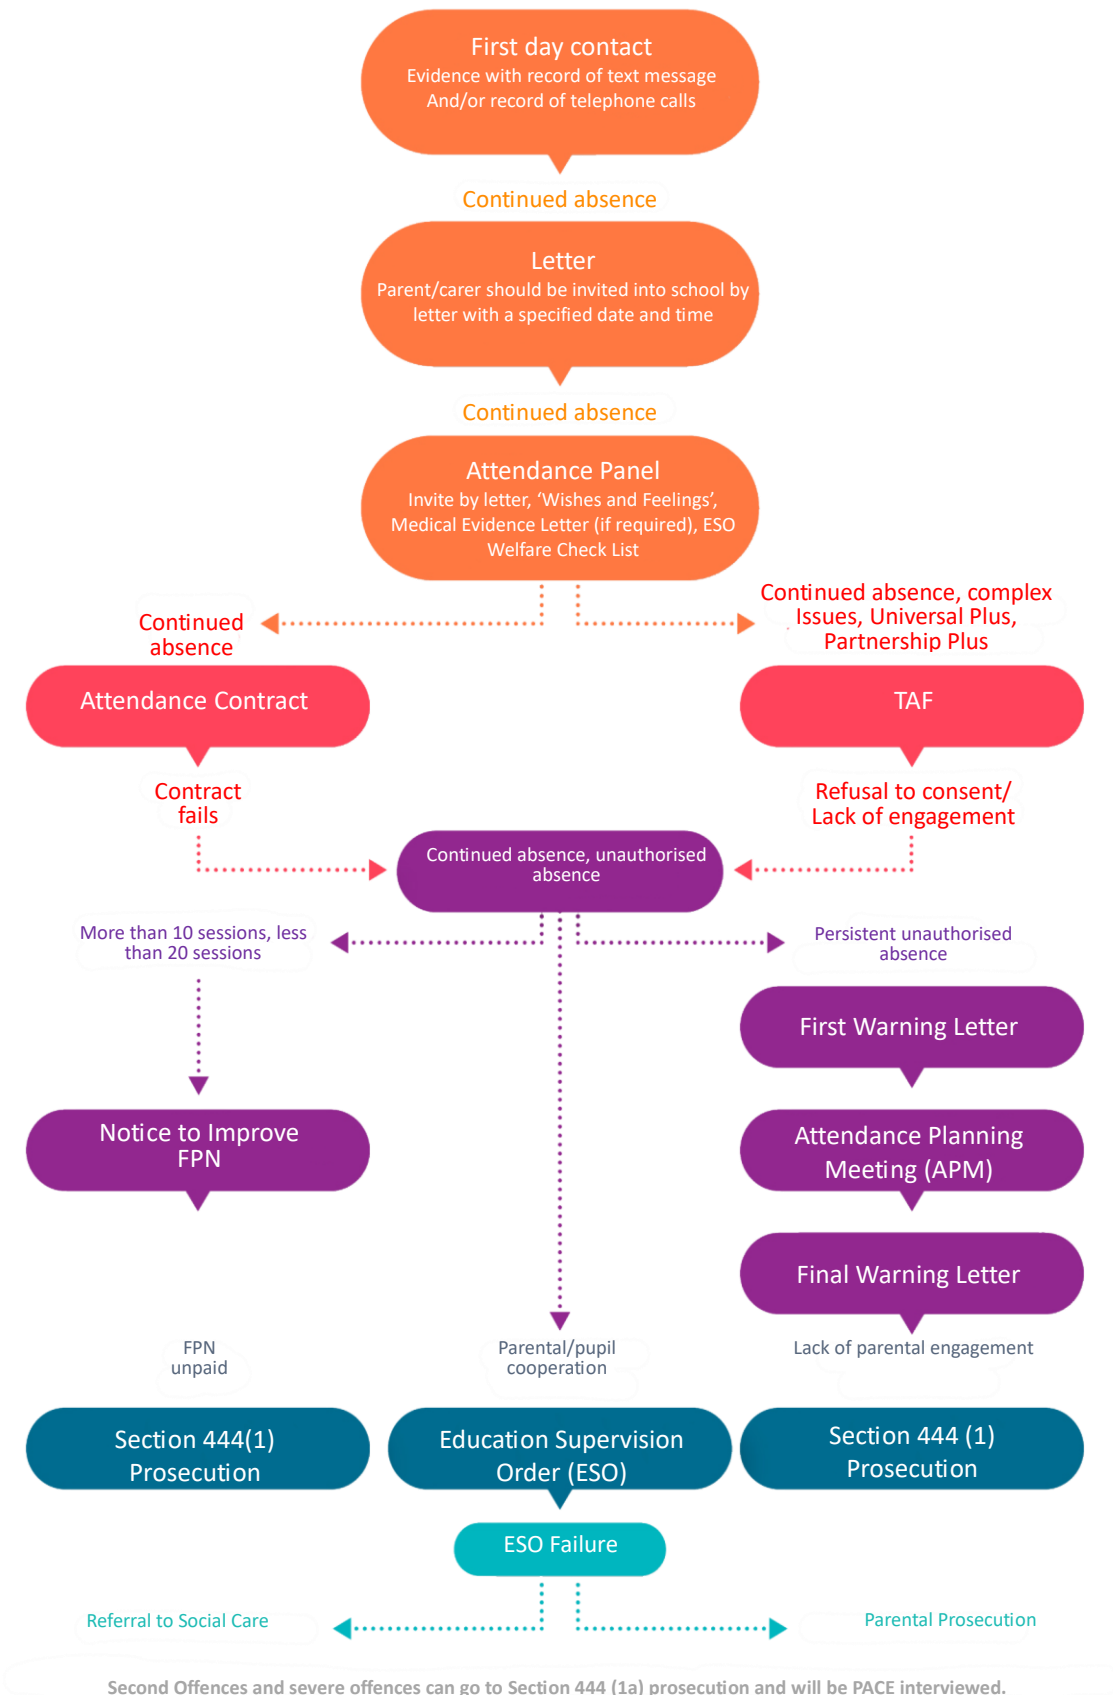 First day contact
Evidence with record of text message
And/or record of telephone calls
Continued absence
Letter
Parent/carer should be invited into school by
letter with a specified date and time
Continued absence
Attendance Panel
Invite by letter, ‘Wishes and Feelings’,
Medical Evidence Letter (if required), ESO
Welfare Check List
Continued
absence
Continued absence, complex
Issues, Universal Plus,
Partnership Plus
Attendance Contract
TAF
Contract
fails
Refusal to consent/
Lack of engagement
Continued absence, unauthorised
absence
More than 10 sessions, less
than 20 sessions
Persistent unauthorised
absence
First Warning Letter
Notice to Improve
FPN
Attendance Planning
Meeting (APM)
Final Warning Letter
FPN
unpaid
Parental/pupil
cooperation
Lack of parental engagement
Section 444(1)
Prosecution
Education Supervision
Order (ESO)
Section 444 (1)
Prosecution
ESO Failure
Referral to Social Care
Parental Prosecution
Second Offences and severe offences can go to Section 444 (1a) prosecution and will be PACE interviewed.